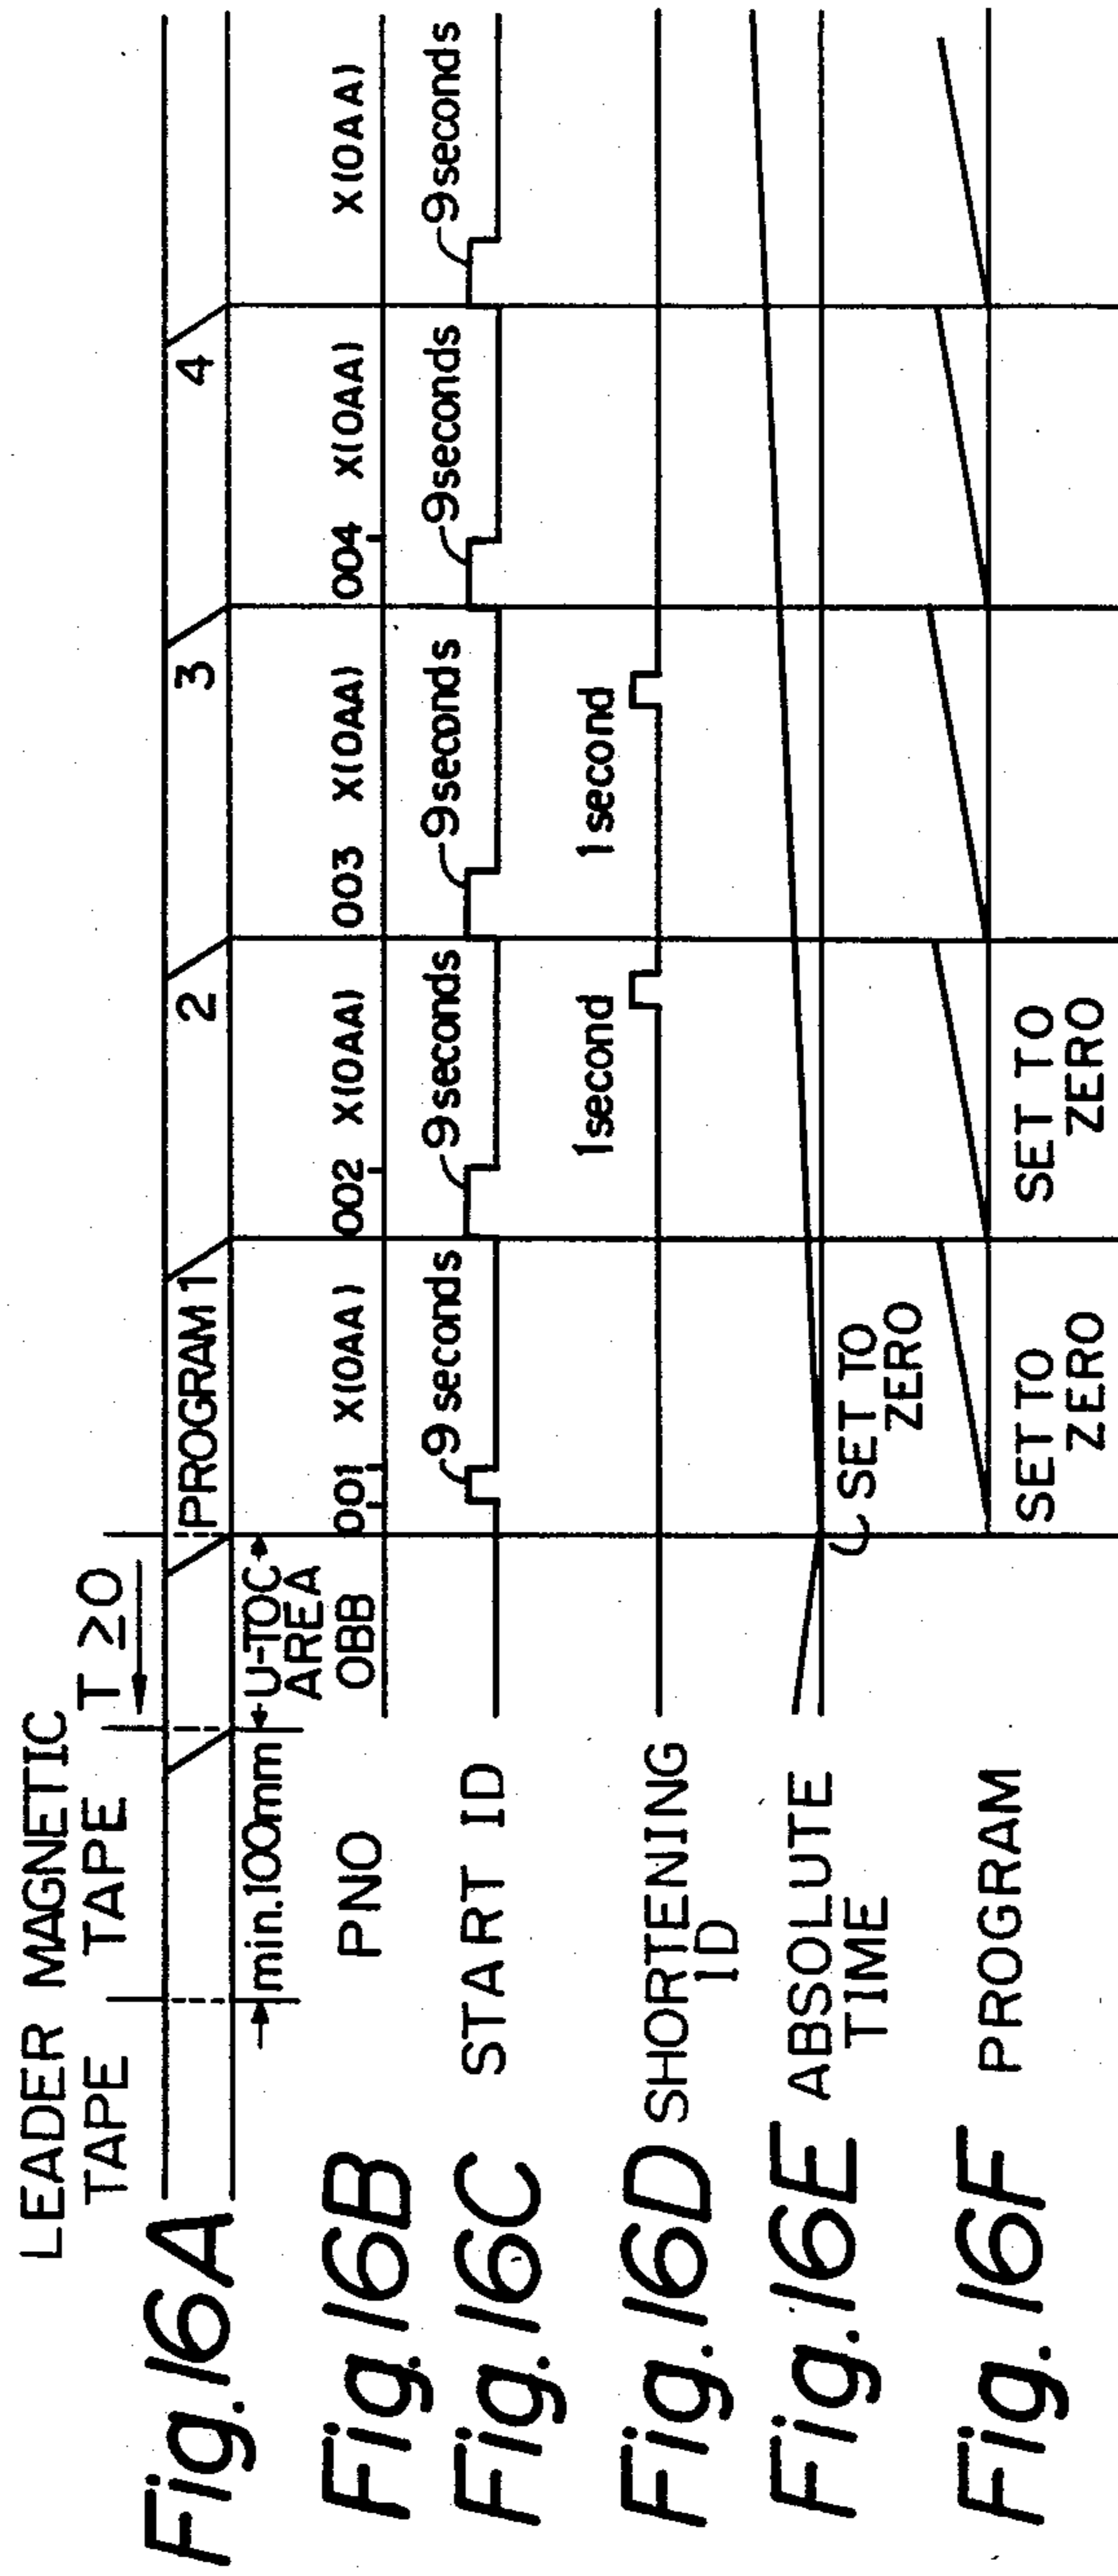 LEADER MAGNETIC
TAPE TAPE T ≥0
Fig. 16A
PROGRAM 1 2 3 4
min.100mm U-TOC
AREA
Fig. 16B PNO OBB 001 X(0AA) 002 X(0AA) 003 X(0AA) 004 X(0AA) X(0AA)
Fig. 16C START ID 9 seconds 9seconds 9seconds 9seconds 9seconds
Fig. 16D SHORTENING
ID
1second 1second
Fig. 16E ABSOLUTE
TIME
SET TO
ZERO
Fig. 16F PROGRAM
SET TO
ZERO
SET TO
ZERO